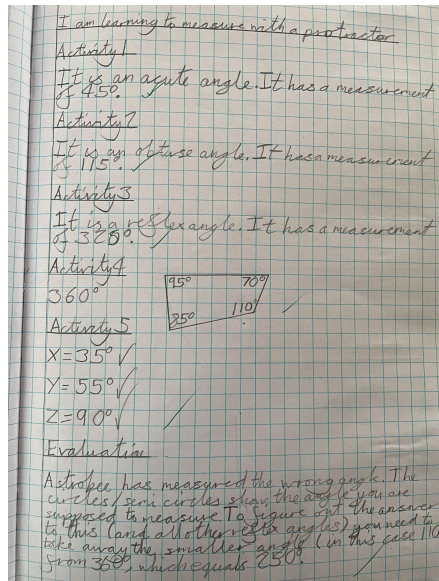 I am learning to measure with a protractor
Activity 1
It is an acute angle. It has a measurement
of 45°.
Activity 2
It is an obtuse angle. It has a measurement
of 115°.
Activity 3
It is a reflex angle. It has a measurement
of 320°.
Activity 4
360°
95° 70°
85° 110°
Activity 5
X=35°
Y=55°
Z=90°
Evaluation
Astrobee has measured the wrong angle. The
circles/semi circles show the angle you are
supposed to measure. To figure out the answer
to this (and all other reflex angles) you need to
take away the smaller angle (in this case 110
from 360°, which equals 250°.